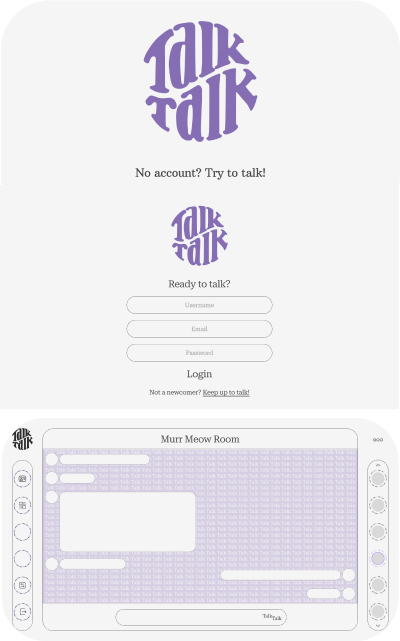 Talk
Talk
No account? Try to talk!
Talk
Talk
Ready to talk?
Username
Email
Password
Login
Not a newcomer? Keep up to talk!
Talk
Talk
Murr Meow Room
Talk
Talk